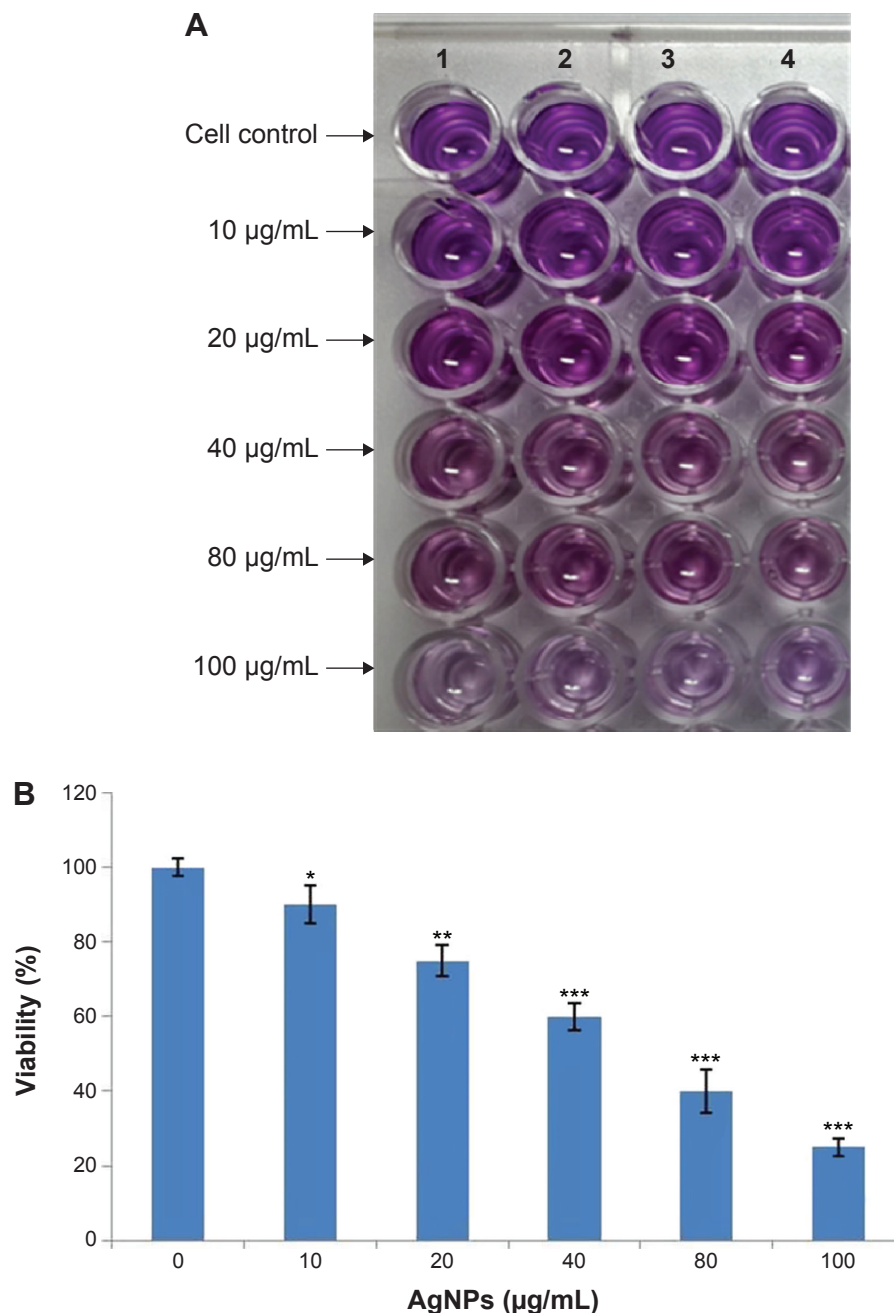 A
1 2 3 4
Cell control
10 µg/mL
20 µg/mL
40 µg/mL
80 µg/mL
100 µg/mL
B
120
100
80
60
40
20
0
Viability (%)
*
**
***
***
***
0 10 20 40 80 100
AgNPs (µg/mL)